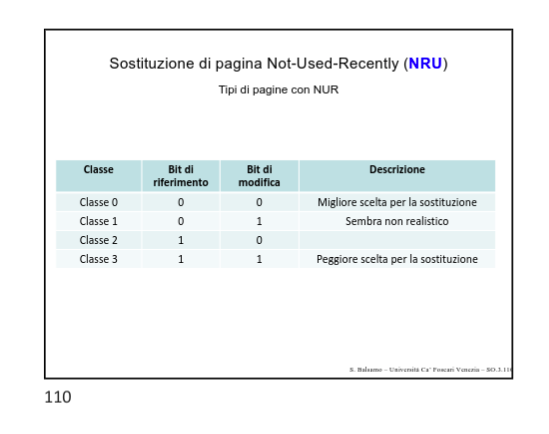 Sostituzione di pagina Not-Used-Recently (NRU)
Tipi di pagine con NUR
Classe Bit di riferimento Bit di modifica Descrizione
Classe 0 0 0 Migliore scelta per la sostituzione
Classe 1 0 1 Sembra non realistico
Classe 2 1 0
Classe 3 1 1 Peggiore scelta per la sostituzione
S. Balsamo – Università Ca' Foscari Venezia – SO.3.110
110